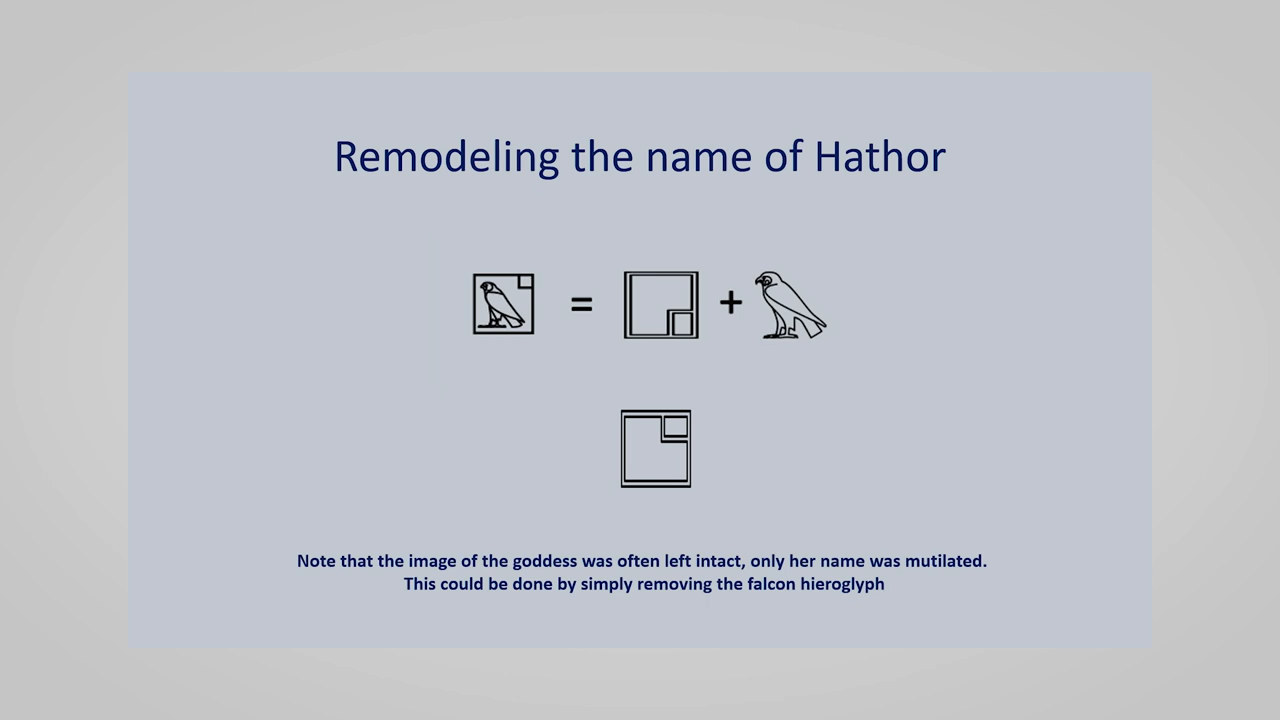 Remodeling the name of Hathor
𓉡 = 𓉗 + 𓅃
𓉗
Note that the image of the goddess was often left intact, only her name was mutilated.
This could be done by simply removing the falcon hieroglyph